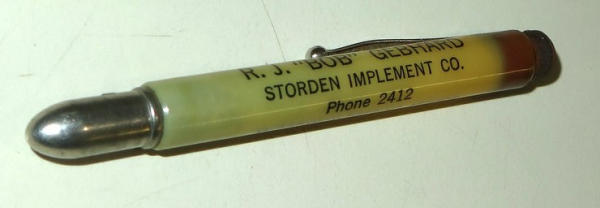 R. J. "BOB" GEBHARD
STORDEN IMPLEMENT CO.
Phone 2412